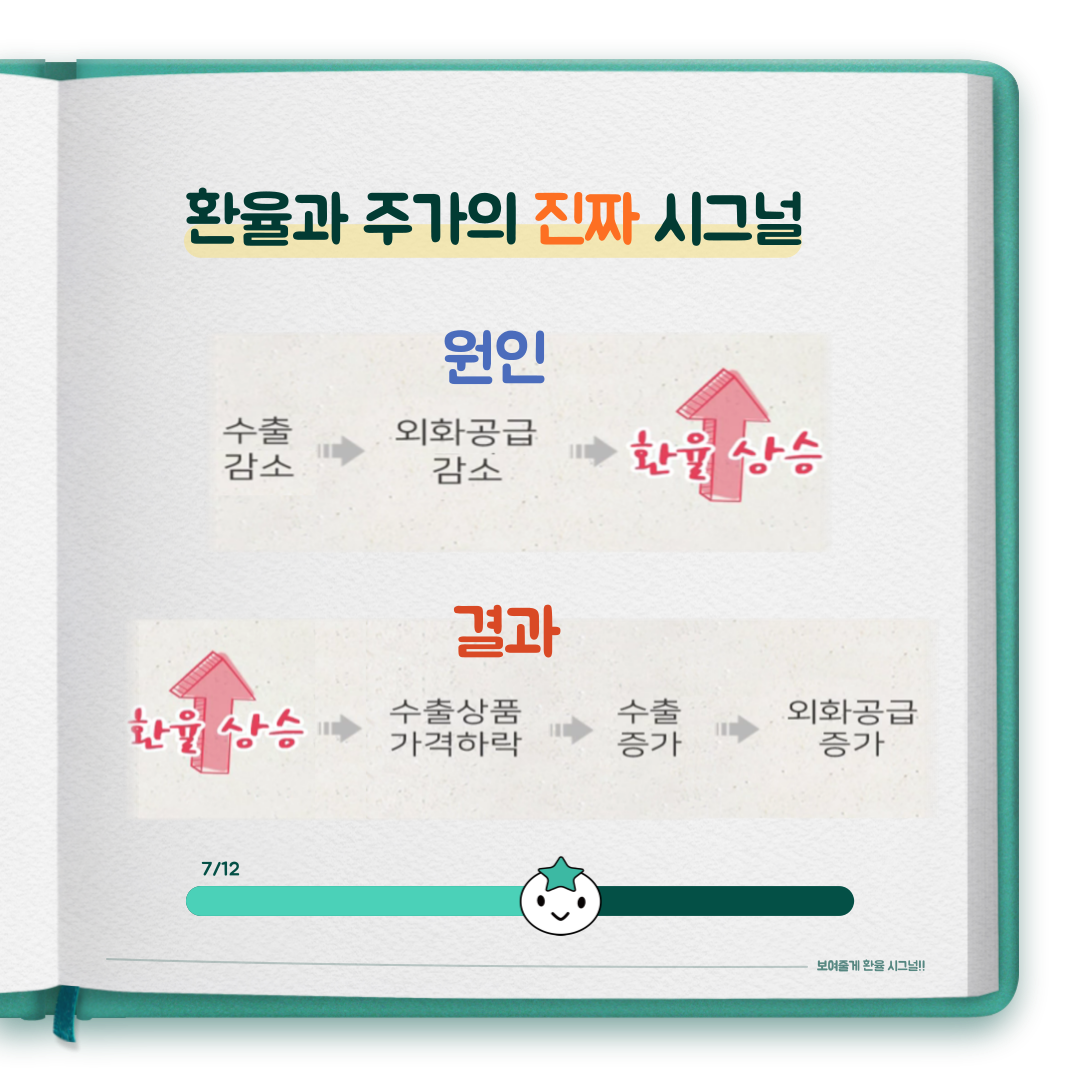 환율과 주가의 진짜 시그널
원인
수출
감소
외화공급
감소
환율 상승
결과
환율 상승
수출상품
가격하락
수출
증가
외화공급
증가
7/12
보여줄게 환율 시그널!!